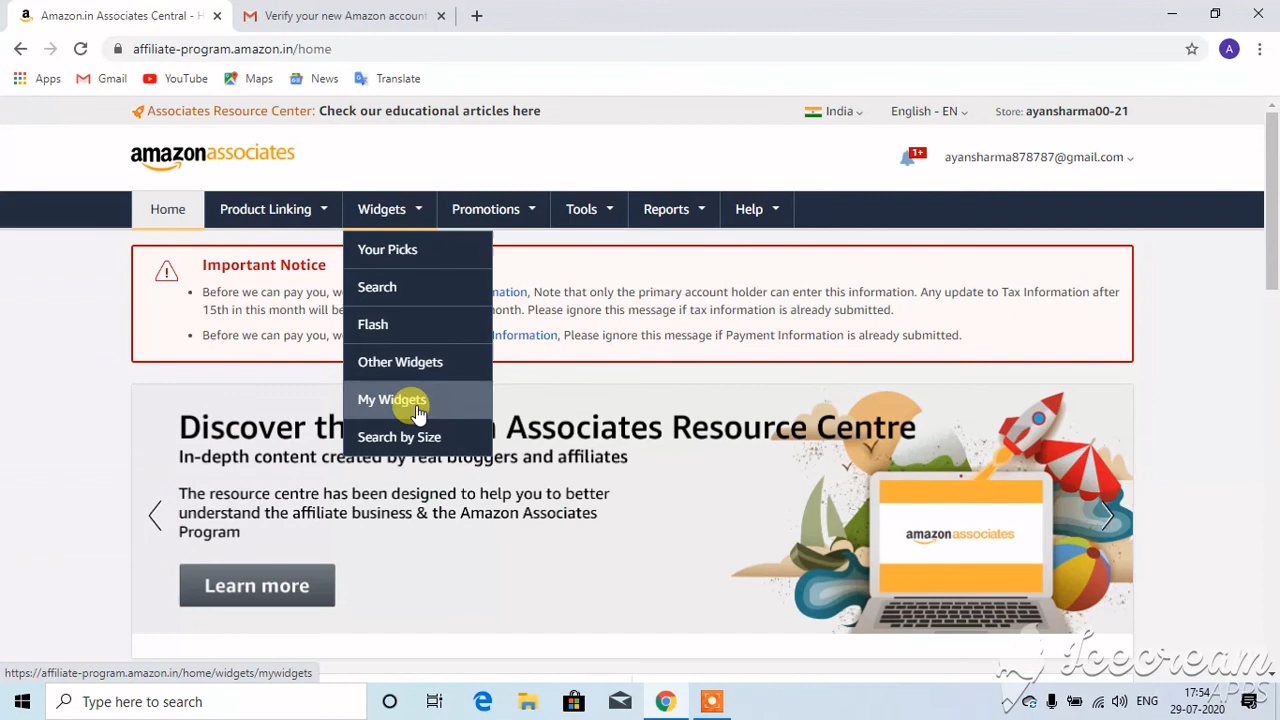 Amazon.in Associates Central - H
Verify your new Amazon account
affiliate-program.amazon.in/home
A
Apps
Gmail
YouTube
Maps
News
Translate
Associates Resource Center: Check our educational articles here
India
English - EN
Store: ayansharma00-21
amazonassociates
1+
ayansharma878787@gmail.com
Home
Product Linking
Widgets
Promotions
Tools
Reports
Help
Your Picks
Search
Flash
Other Widgets
My Widgets
Search by Size
Important Notice
Before we can pay you, w mation, Note that only the primary account holder can enter this information. Any update to Tax Information after
15th in this month will be onth. Please ignore this message if tax information is already submitted.
Before we can pay you, w Information, Please ignore this message if Payment Information is already submitted.
Discover th Associates Resource Centre
In-depth content created by real bloggers and affiliates
The resource centre has been designed to help you to better
understand the affiliate business & the Amazon Associates
Program
Learn more
amazonassociates
https://affiliate-program.amazon.in/home/widgets/mywidgets
Icecream
APPS
Type here to search
ENG
17:54
29-07-2020